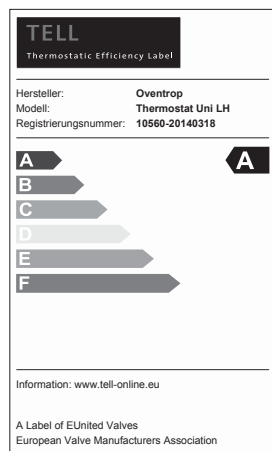 TELL
Thermostatic Efficiency Label
Hersteller: Oventrop
Modell: Thermostat Uni LH
Registrierungsnummer: 10560-20140318
A A
B
C
D
E
F
Information: www.tell-online.eu
A Label of EUnited Valves
European Valve Manufacturers Association